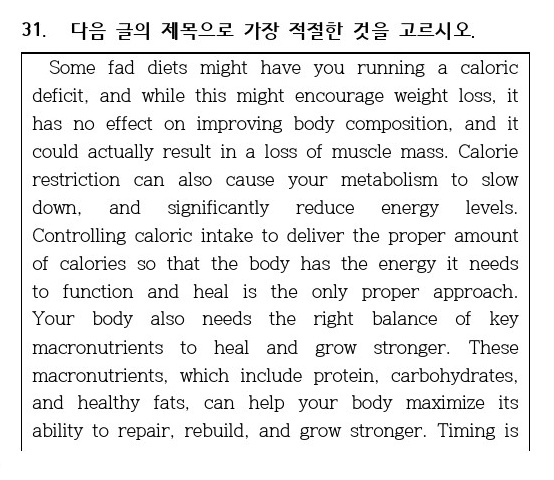 31. 다음 글의 제목으로 가장 적절한 것을 고르시오.
Some fad diets might have you running a caloric
deficit, and while this might encourage weight loss, it
has no effect on improving body composition, and it
could actually result in a loss of muscle mass. Calorie
restriction can also cause your metabolism to slow
down, and significantly reduce energy levels.
Controlling caloric intake to deliver the proper amount
of calories so that the body has the energy it needs
to function and heal is the only proper approach.
Your body also needs the right balance of key
macronutrients to heal and grow stronger. These
macronutrients, which include protein, carbohydrates,
and healthy fats, can help your body maximize its
ability to repair, rebuild, and grow stronger. Timing is